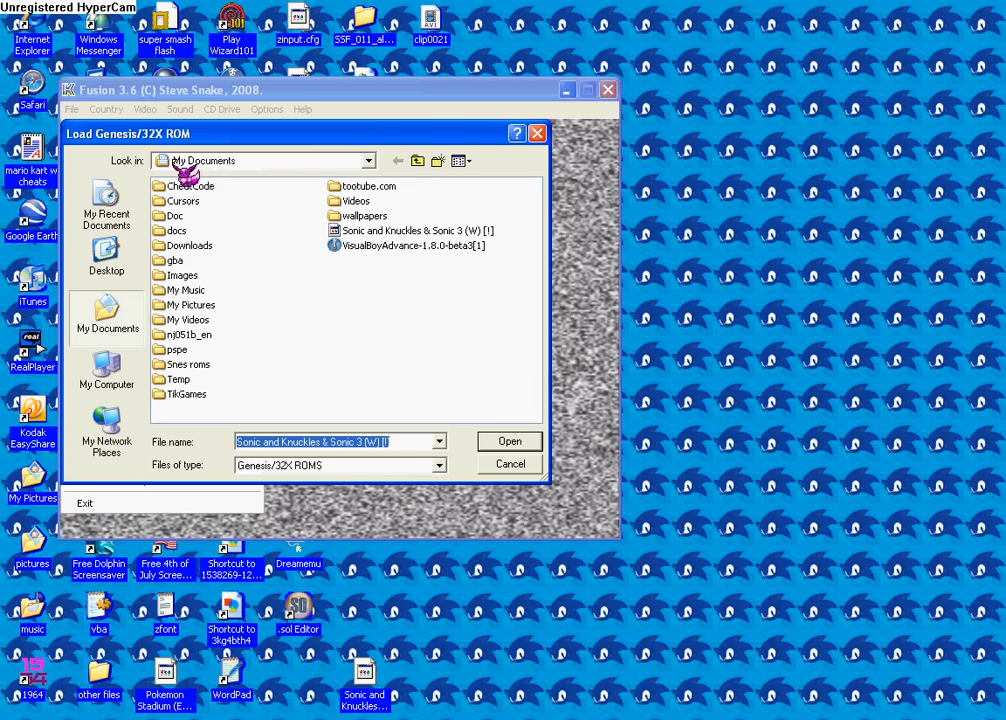 Unregistered HyperCam
Internet
Explorer
Windows
Messenger
super smash
flash
Play
Wizard101
zinput.cfg
SSF_011_al...
clip0021
Safari
mario kart w
cheats
Google Earth
iTunes
RealPlayer
Kodak
EasyShare
My Pictures
Fusion 3.6 (C) Steve Snake, 2008.
File Country Video Sound CD Drive Options Help
Load Genesis/32X ROM
Look in: My Documents
My Recent
Documents
Desktop
My Documents
My Computer
My Network
Places
CheatCode
Cursors
Doc
docs
Downloads
gba
Images
My Music
My Pictures
My Videos
nj051b_en
pspe
Snes roms
Temp
TikGames
tootube.com
Videos
wallpapers
Sonic and Knuckles & Sonic 3 (W) [!]
VisualBoyAdvance-1.8.0-beta3[1]
File name: Sonic and Knuckles & Sonic 3 (W) [!]
Open
Files of type: Genesis/32X ROMS
Cancel
Exit
pictures
Free Dolphin
Screensaver
Free 4th of
July Scree...
Shortcut to
1538269-12...
Dreamemu
music
vba
zfont
Shortcut to
3kg4bth4
.sol Editor
1964
other files
Pokemon
Stadium (E...
WordPad
Sonic and
Knuckles...